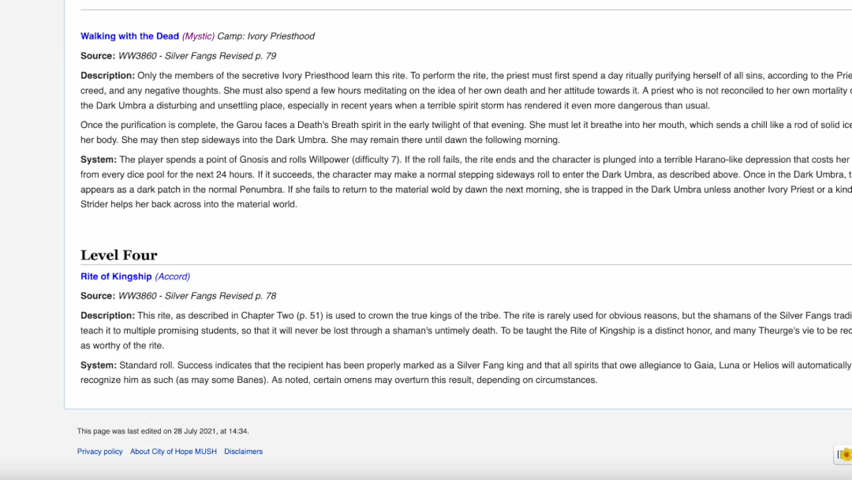 Walking with the Dead (Mystic) Camp: Ivory Priesthood
Source: WW3860 - Silver Fangs Revised p. 79
Description: Only the members of the secretive Ivory Priesthood learn this rite. To perform the rite, the priest must first spend a day ritually purifying herself of all sins, according to the Prie
creed, and any negative thoughts. She must also spend a few hours meditating on the idea of her own death and her attitude towards it. A priest who is not reconciled to her own mortality
the Dark Umbra a disturbing and unsettling place, especially in recent years when a terrible spirit storm has rendered it even more dangerous than usual.
Once the purification is complete, the Garou faces a Death's Breath spirit in the early twilight of that evening. She must let it breathe into her mouth, which sends a chill like a rod of solid ice
her body. She may then step sideways into the Dark Umbra. She may remain there until dawn the following morning.
System: The player spends a point of Gnosis and rolls Willpower (difficulty 7). If the roll fails, the rite ends and the character is plunged into a terrible Harano-like depression that costs her
from every dice pool for the next 24 hours. If it succeeds, the character may make a normal stepping sideways roll to enter the Dark Umbra, as described above. Once in the Dark Umbra, t
appears as a dark patch in the normal Penumbra. If she fails to return to the material wold by dawn the next morning, she is trapped in the Dark Umbra unless another Ivory Priest or a kind
Strider helps her back across into the material world.
Level Four
Rite of Kingship (Accord)
Source: WW3860 - Silver Fangs Revised p. 78
Description: This rite, as described in Chapter Two (p. 51) is used to crown the true kings of the tribe. The rite is rarely used for obvious reasons, but the shamans of the Silver Fangs tradi
teach it to multiple promising students, so that it will never be lost through a shaman's untimely death. To be taught the Rite of Kingship is a distinct honor, and many Theurge's vie to be rec
as worthy of the rite.
System: Standard roll. Success indicates that the recipient has been properly marked as a Silver Fang king and that all spirits that owe allegiance to Gaia, Luna or Helios will automatically
recognize him as such (as may some Banes). As noted, certain omens may overturn this result, depending on circumstances.
This page was last edited on 28 July 2021, at 14:34.
Privacy policy About City of Hope MUSH Disclaimers